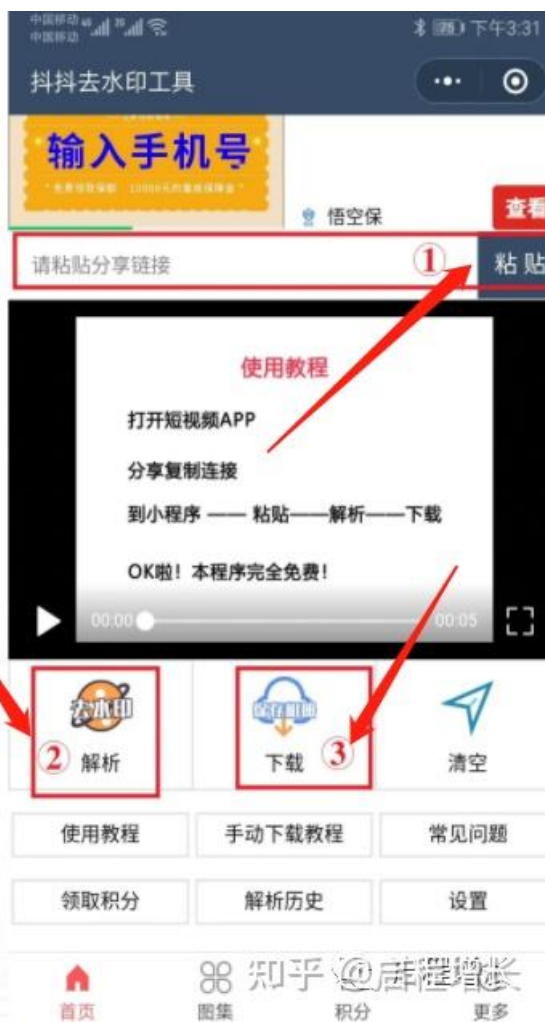 中国移动 4G 2G
中国移动
下午3:31
抖抖去水印工具
输入手机号
悟空保
查看
请粘贴分享链接
①
粘贴
使用教程
打开短视频APP
分享复制连接
到小程序 —— 粘贴——解析——下载
OK啦！本程序完全免费！
00:00
00:05
去水印
保存相册
② 解析
下载 ③
清空
使用教程
手动下载教程
常见问题
领取积分
解析历史
设置
知乎
首页
图集
积分
更多